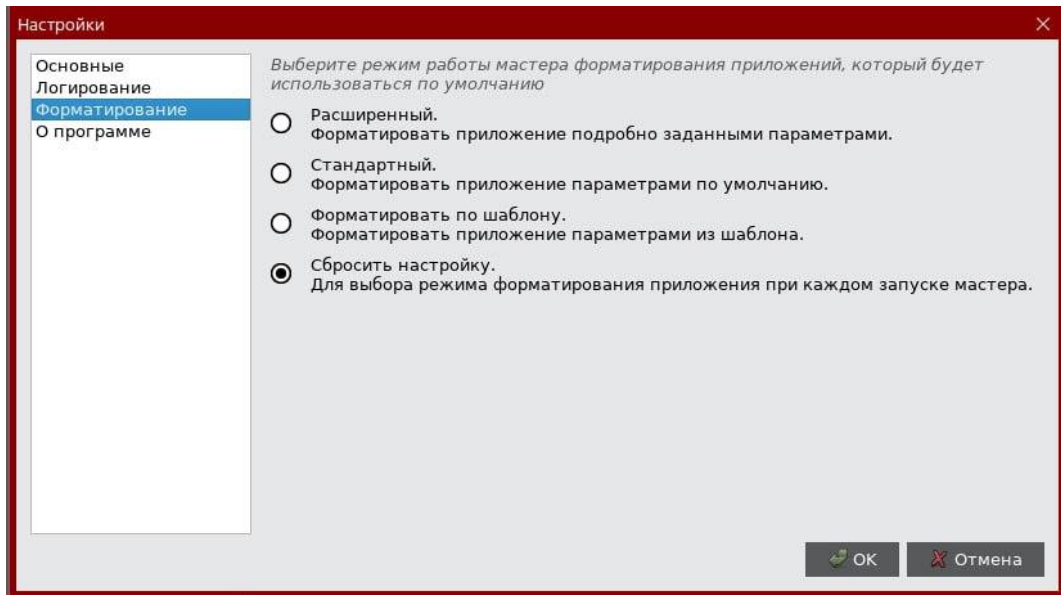 Настройки
Основные
Логирование
Форматирование
О программе
Выберите режим работы мастера форматирования приложений, который будет
использоваться по умолчанию
Расширенный.
Форматировать приложение подробно заданными параметрами.
Стандартный.
Форматировать приложение параметрами по умолчанию.
Форматировать по шаблону.
Форматировать приложение параметрами из шаблона.
Сбросить настройку.
Для выбора режима форматирования приложения при каждом запуске мастера.
OK
Отмена